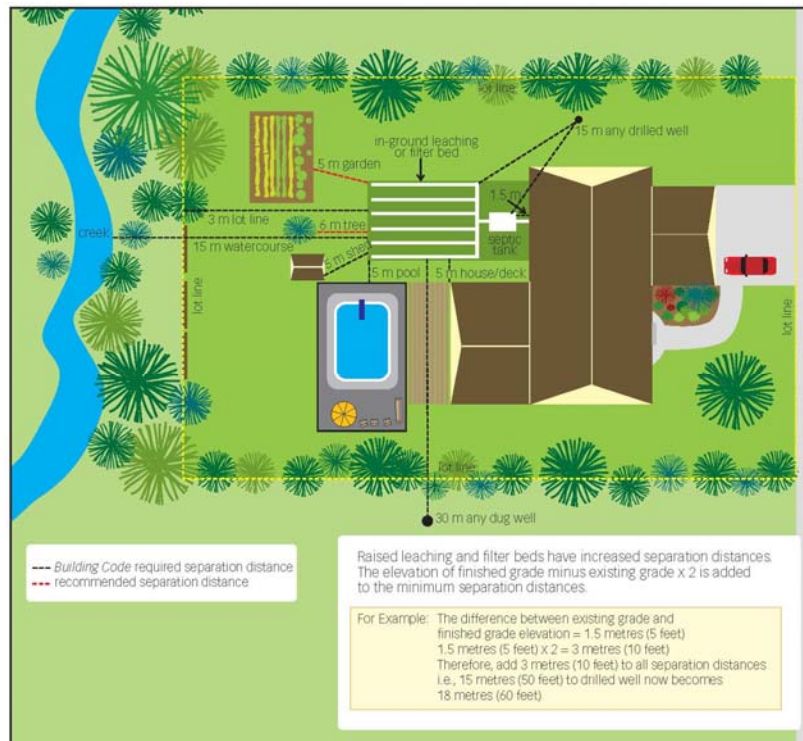 lot line
15 m any drilled well
in-ground leaching
or filter bed
5 m garden
1.5 m
3 m lot line
6 m tree
creek
15 m watercourse
septic
tank
5 m shed
5 m pool
5 m house/deck
lot line
lot line
lot line
30 m any dug well
Building Code required separation distance
recommended separation distance
Raised leaching and filter beds have increased separation distances.
The elevation of finished grade minus existing grade x 2 is added
to the minimum separation distances.
For Example: The difference between existing grade and
finished grade elevation = 1.5 metres (5 feet)
1.5 metres (5 feet) x 2 = 3 metres (10 feet)
Therefore, add 3 metres (10 feet) to all separation distances
i.e., 15 metres (50 feet) to drilled well now becomes
18 metres (60 feet)